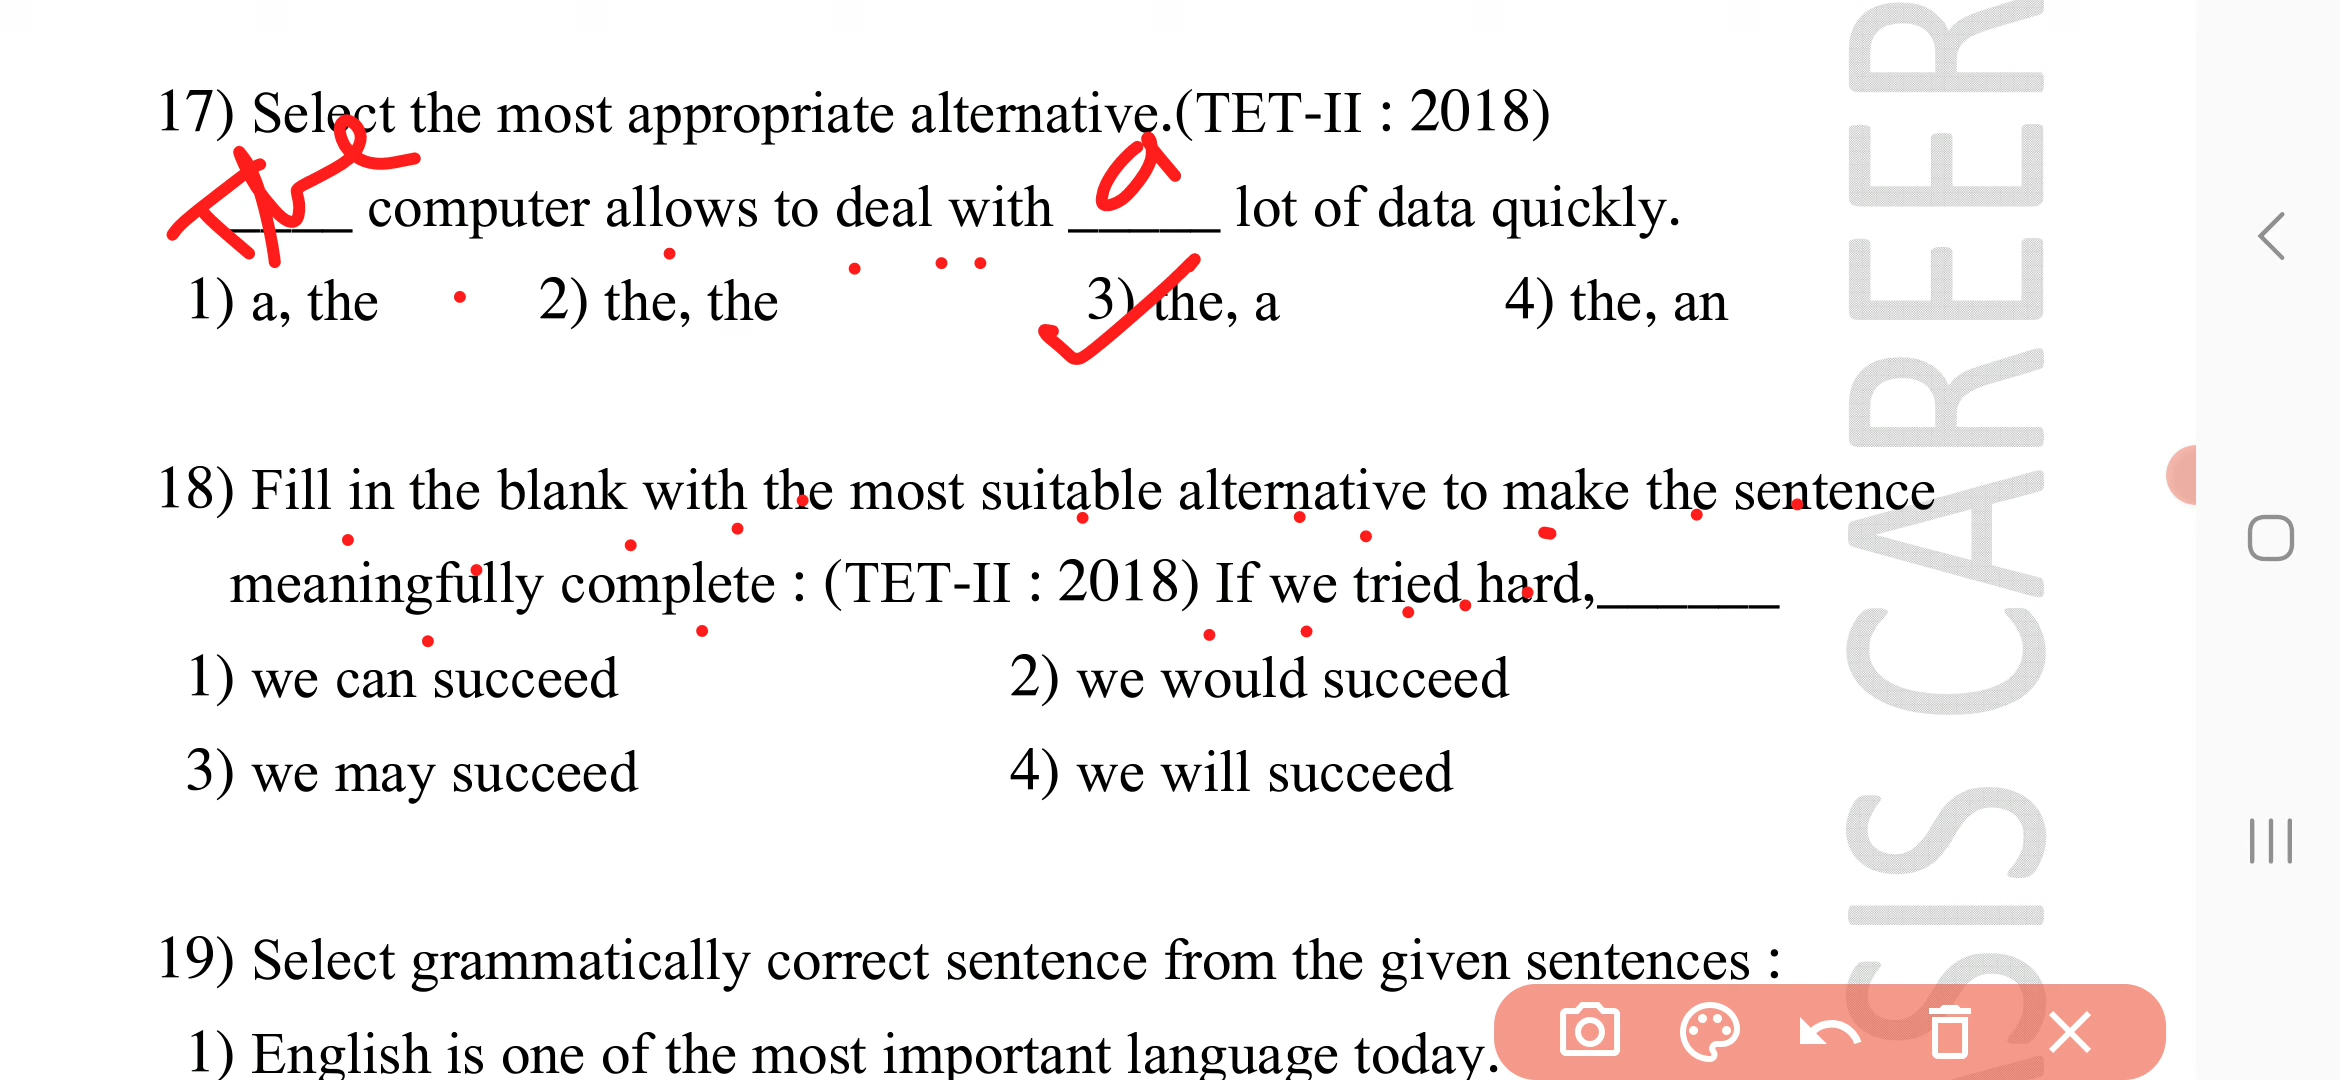 17) Select the most appropriate alternative.(TET-II : 2018)
The a
____ computer allows to deal with _____ lot of data quickly.
1) a, the 2) the, the 3) the, a 4) the, an
18) Fill in the blank with the most suitable alternative to make the sentence
meaningfully complete : (TET-II : 2018) If we tried hard,______
1) we can succeed 2) we would succeed
3) we may succeed 4) we will succeed
19) Select grammatically correct sentence from the given sentences :
1) English is one of the most important language today.
SIS CAREER